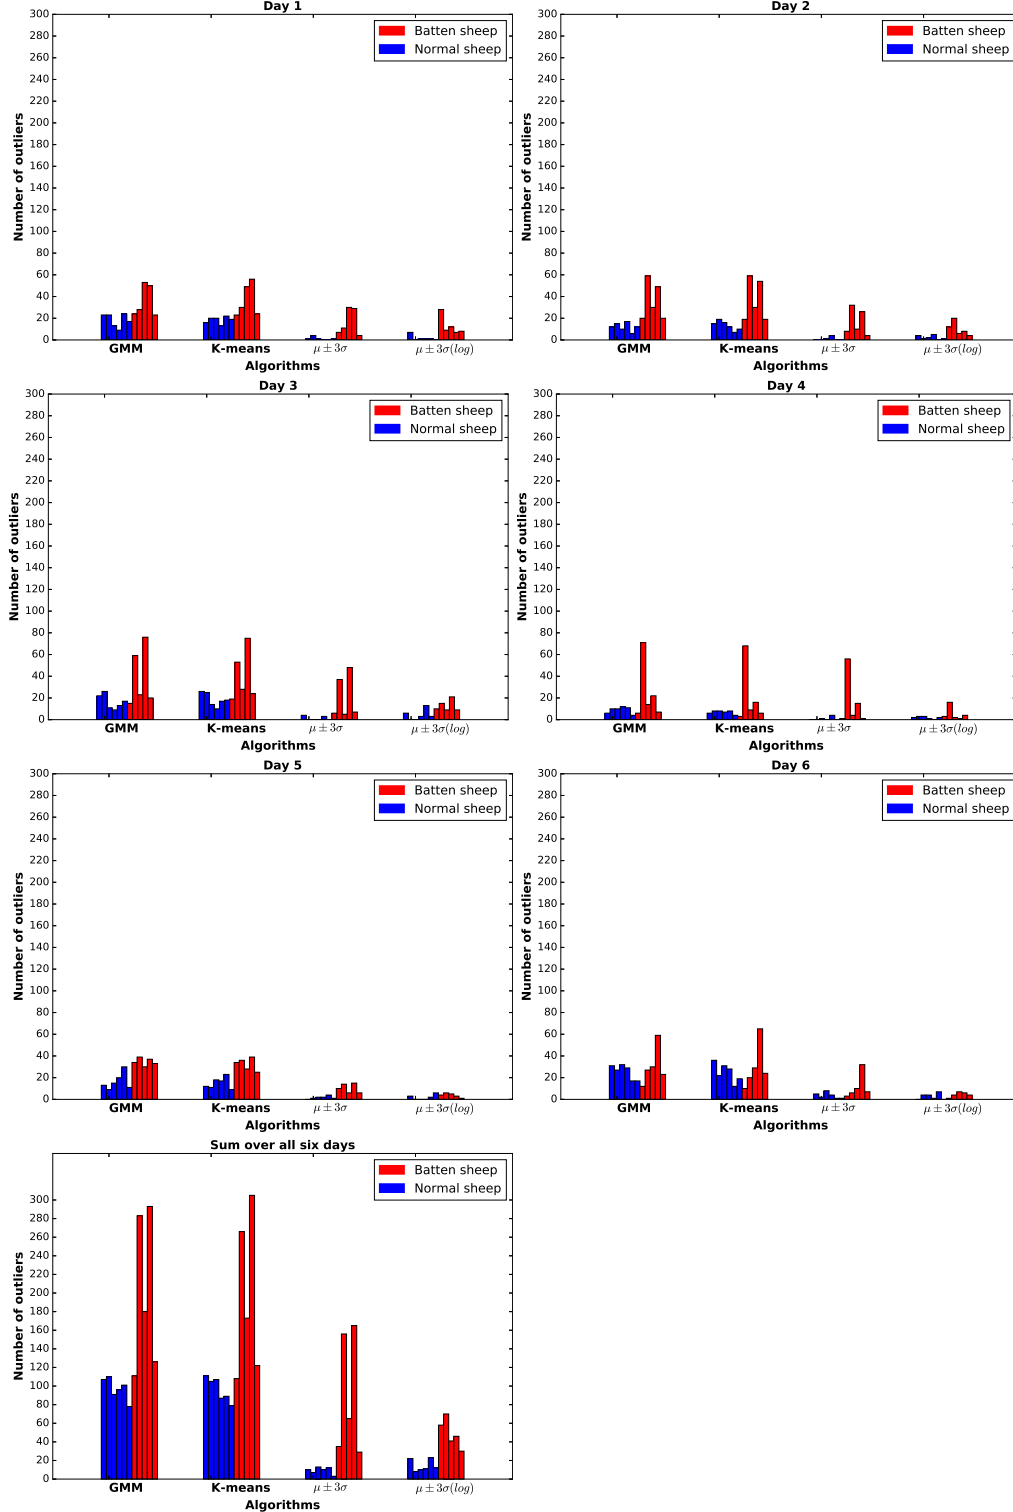 Day 1
Number of outliers
300
280
260
240
220
200
180
160
140
120
100
80
60
40
20
0
Batten sheep
Normal sheep
GMM K-means μ ± 3σ μ ± 3σ(log)
Algorithms
Day 2
Number of outliers
300
280
260
240
220
200
180
160
140
120
100
80
60
40
20
0
Batten sheep
Normal sheep
GMM K-means μ ± 3σ μ ± 3σ(log)
Algorithms
Day 3
Number of outliers
300
280
260
240
220
200
180
160
140
120
100
80
60
40
20
0
Batten sheep
Normal sheep
GMM K-means μ ± 3σ μ ± 3σ(log)
Algorithms
Day 4
Number of outliers
300
280
260
240
220
200
180
160
140
120
100
80
60
40
20
0
Batten sheep
Normal sheep
GMM K-means μ ± 3σ μ ± 3σ(log)
Algorithms
Day 5
Number of outliers
300
280
260
240
220
200
180
160
140
120
100
80
60
40
20
0
Batten sheep
Normal sheep
GMM K-means μ ± 3σ μ ± 3σ(log)
Algorithms
Day 6
Number of outliers
300
280
260
240
220
200
180
160
140
120
100
80
60
40
20
0
Batten sheep
Normal sheep
GMM K-means μ ± 3σ μ ± 3σ(log)
Algorithms
Sum over all six days
Number of outliers
300
280
260
240
220
200
180
160
140
120
100
80
60
40
20
0
Batten sheep
Normal sheep
GMM K-means μ ± 3σ μ ± 3σ(log)
Algorithms